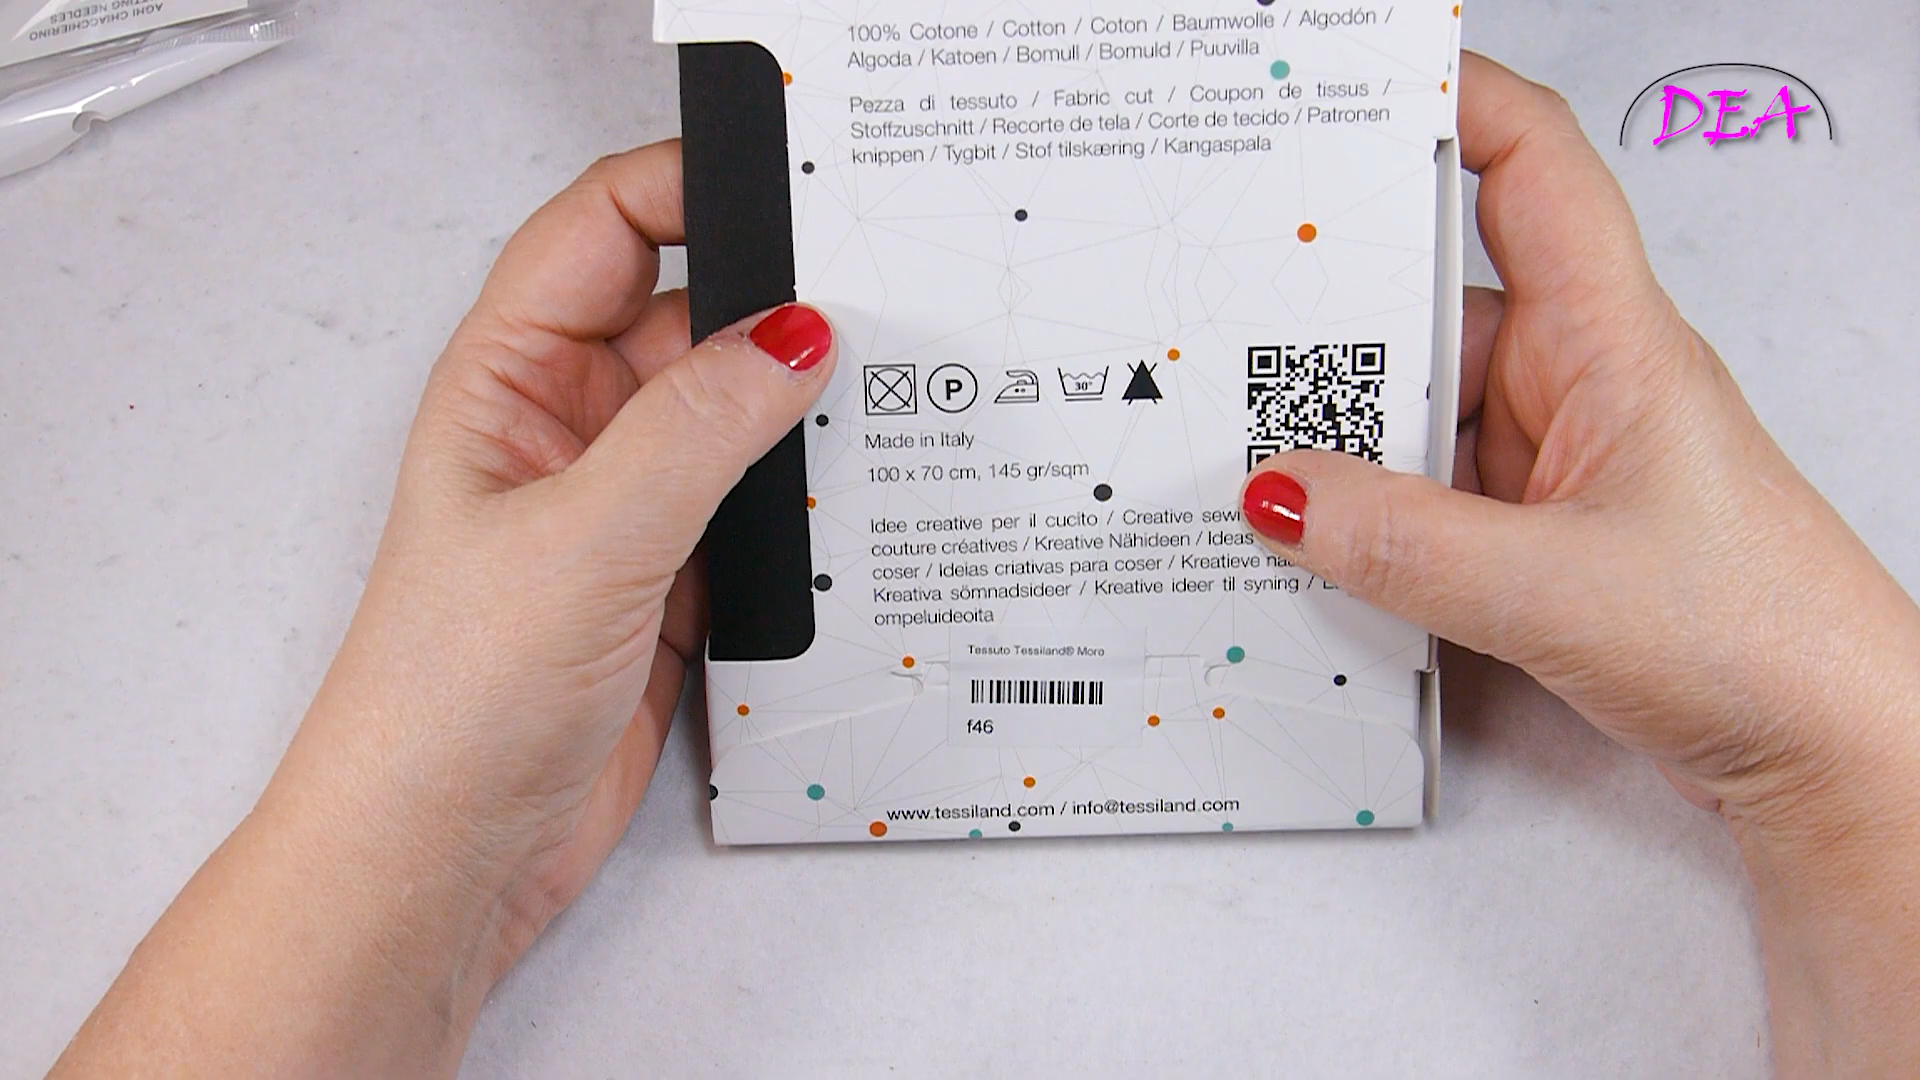 AGHI CHIACCHIERINO
NEEDLES
DEA
100% Cotone / Cotton / Coton / Baumwolle / Algodón /
Algoda / Katoen / Bomull / Bomuld / Puuvilla
Pezza di tessuto / Fabric cut / Coupon de tissus /
Stoffzuschnitt / Recorte de tela / Corte de tecido / Patronen
knippen / Tygbit / Stof tilskæring / Kangaspala
P
30°
Made in Italy
100 x 70 cm, 145 gr/sqm
Idee creative per il cucito / Creative sewi
couture créatives / Kreative Nähideen / Ideas
coser / Ideias criativas para coser / Kreatieve
Kreativa sömnadsideer / Kreative ideer til syning /
ompeluideoita
Tessuto Tessiland® Moro
f46
www.tessiland.com / info@tessiland.com